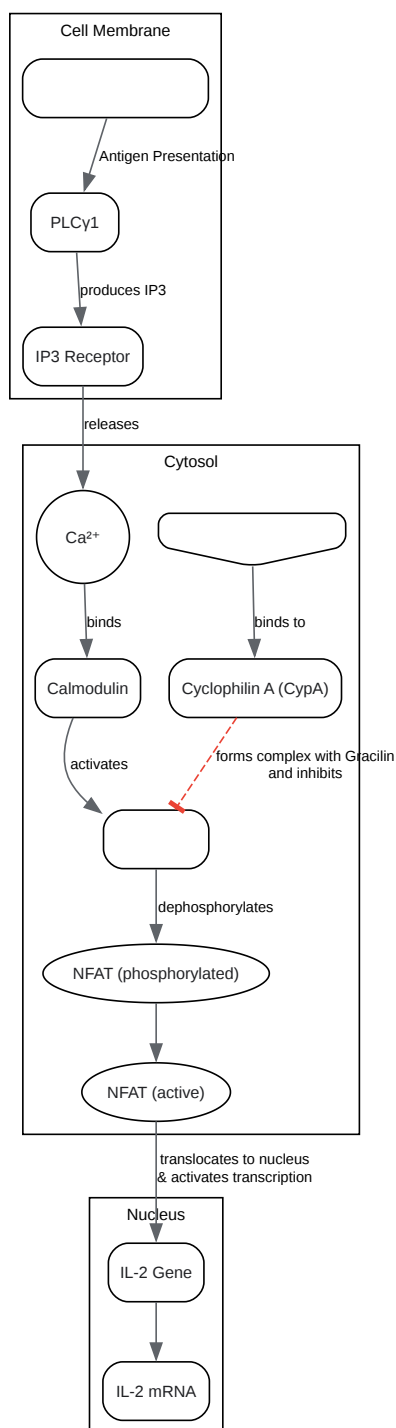 Cell Membrane
Antigen Presentation
PLCγ1
produces IP3
IP3 Receptor
releases
Cytosol
Ca²⁺
binds
binds to
Calmodulin
Cyclophilin A (CypA)
activates
forms complex with Gracilin
and inhibits
dephosphorylates
NFAT (phosphorylated)
NFAT (active)
translocates to nucleus
& activates transcription
Nucleus
IL-2 Gene
IL-2 mRNA